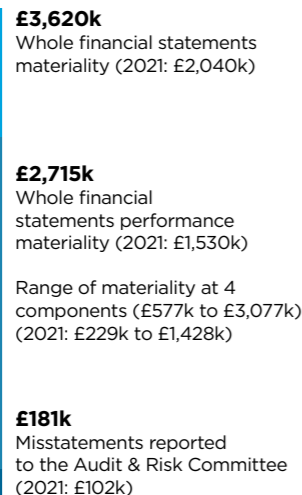 £3,620k
Whole financial statements
materiality (2021: £2,040k)
£2,715k
Whole financial
statements performance
materiality (2021: £1,530k)
Range of materiality at 4
components (£577k to £3,077k)
(2021: £229k to £1,428k)
£181k
Misstatements reported
to the Audit & Risk Committee
(2021: £102k)